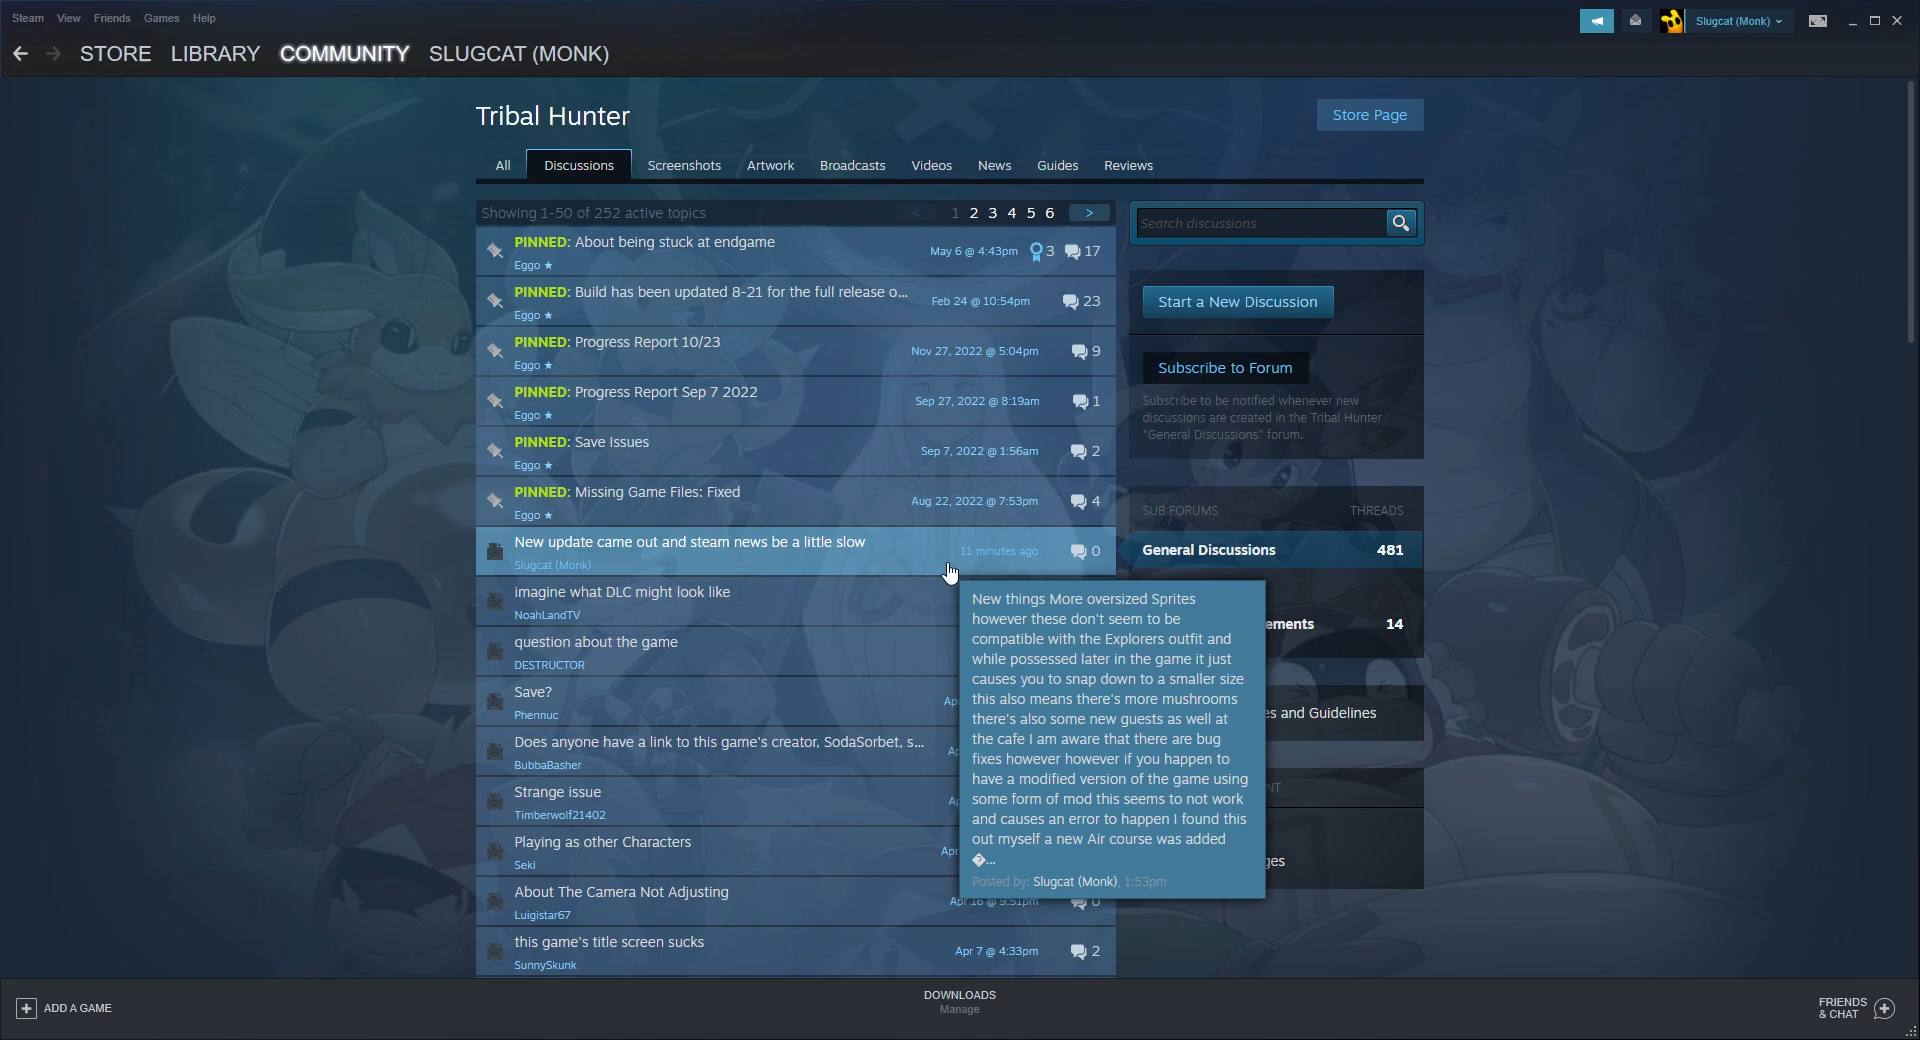 Steam View Friends Games Help
Slugcat (Monk)
STORE LIBRARY COMMUNITY SLUGCAT (MONK)
Tribal Hunter
Store Page
All Discussions Screenshots Artwork Broadcasts Videos News Guides Reviews
Showing 1-50 of 252 active topics
< 1 2 3 4 5 6 >
Search discussions
PINNED: About being stuck at endgame
Eggo ★
May 6 @ 4:43pm 3 17
PINNED: Build has been updated 8-21 for the full release o...
Eggo ★
Feb 24 @ 10:54pm 23
PINNED: Progress Report 10/23
Eggo ★
Nov 27, 2022 @ 5:04pm 9
PINNED: Progress Report Sep 7 2022
Eggo ★
Sep 27, 2022 @ 8:19am 1
PINNED: Save Issues
Eggo ★
Sep 7, 2022 @ 1:56am 2
PINNED: Missing Game Files: Fixed
Eggo ★
Aug 22, 2022 @ 7:53pm 4
New update came out and steam news be a little slow
Slugcat (Monk)
11 minutes ago 0
imagine what DLC might look like
NoahLandTV
question about the game
DESTRUCTOR
Save?
Phennuc
Ap
Does anyone have a link to this game's creator, SodaSorbet, s...
BubbaBasher
Ap
Strange issue
Timberwolf21402
Ap
Playing as other Characters
Seki
Apr
About The Camera Not Adjusting
Luigistar67
Apr 16 @ 9:51pm 0
this game's title screen sucks
SunnySkunk
Apr 7 @ 4:33pm 2
Start a New Discussion
Subscribe to Forum
Subscribe to be notified whenever new
discussions are created in the Tribal Hunter
"General Discussions" forum.
SUB FORUMS THREADS
General Discussions 481
ements 14
es and Guidelines
NT
ges
New things More oversized Sprites
however these don't seem to be
compatible with the Explorers outfit and
while possessed later in the game it just
causes you to snap down to a smaller size
this also means there's more mushrooms
there's also some new guests as well at
the cafe I am aware that there are bug
fixes however however if you happen to
have a modified version of the game using
some form of mod this seems to not work
and causes an error to happen I found this
out myself a new Air course was added
�...
Posted by: Slugcat (Monk), 1:53pm
ADD A GAME
DOWNLOADS
Manage
FRIENDS
& CHAT